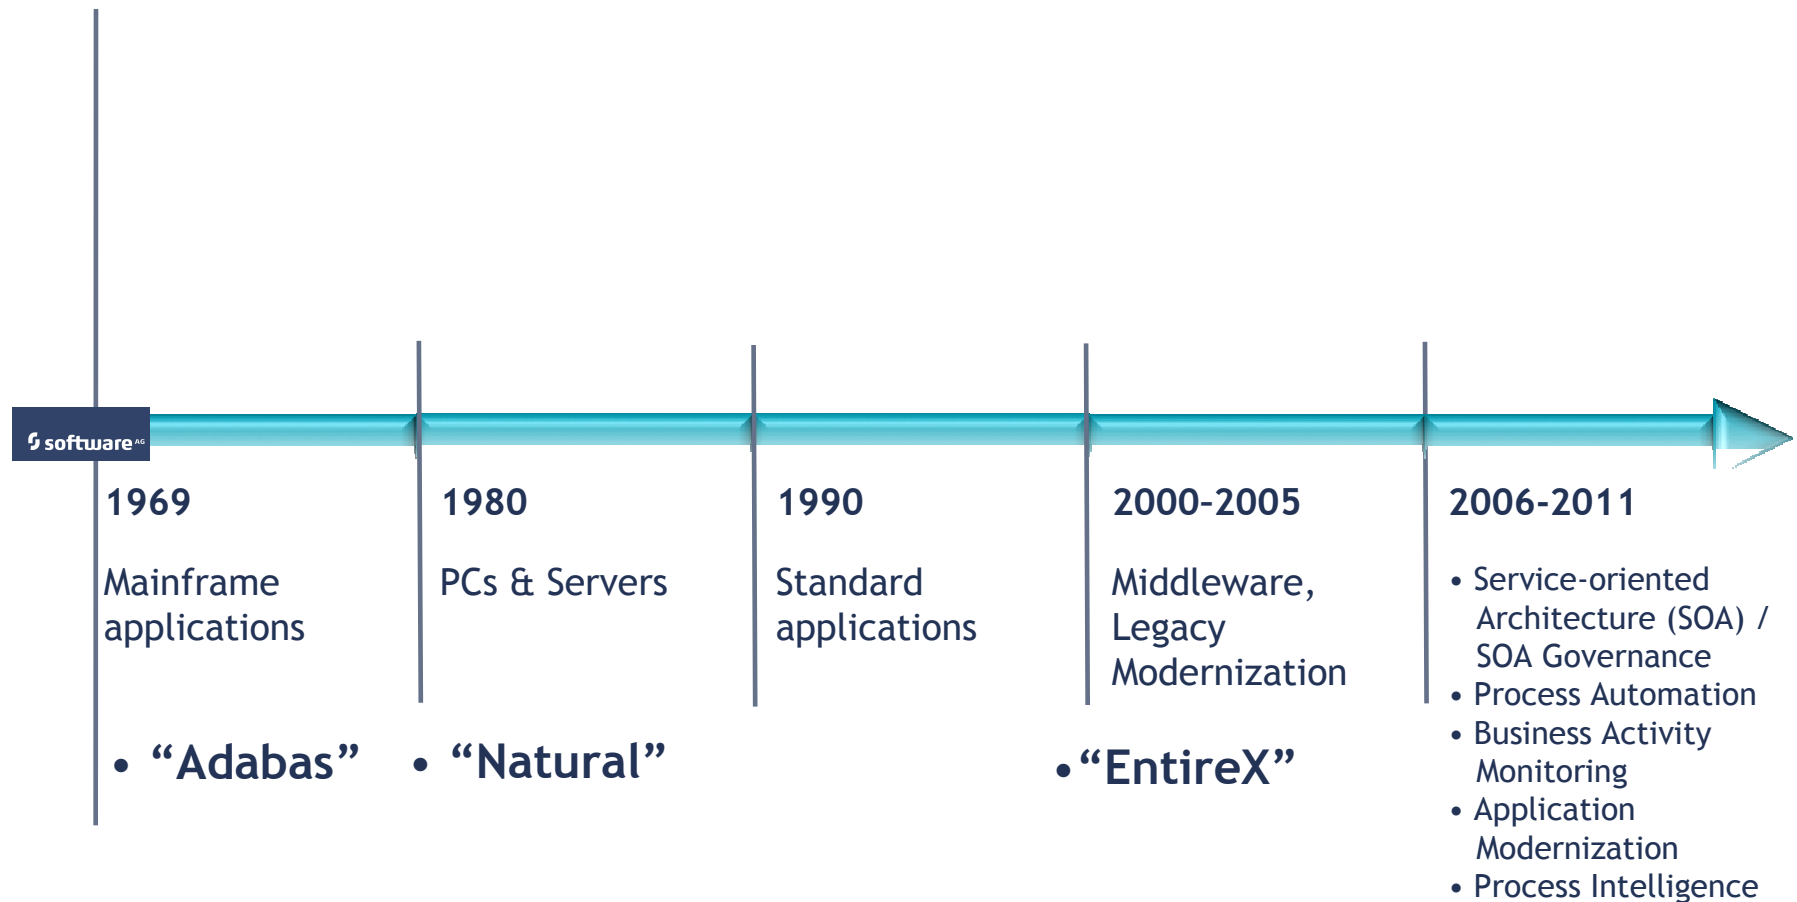 software AG
1969
1980
1990
2000-2005
2006-2011
Mainframe
applications
PCs & Servers
Standard
applications
Middleware,
Legacy
Modernization
• Service-oriented
Architecture (SOA) /
SOA Governance
• Process Automation
• Business Activity
Monitoring
• Application
Modernization
• Process Intelligence
• “Adabas”
• “Natural”
•“EntireX”